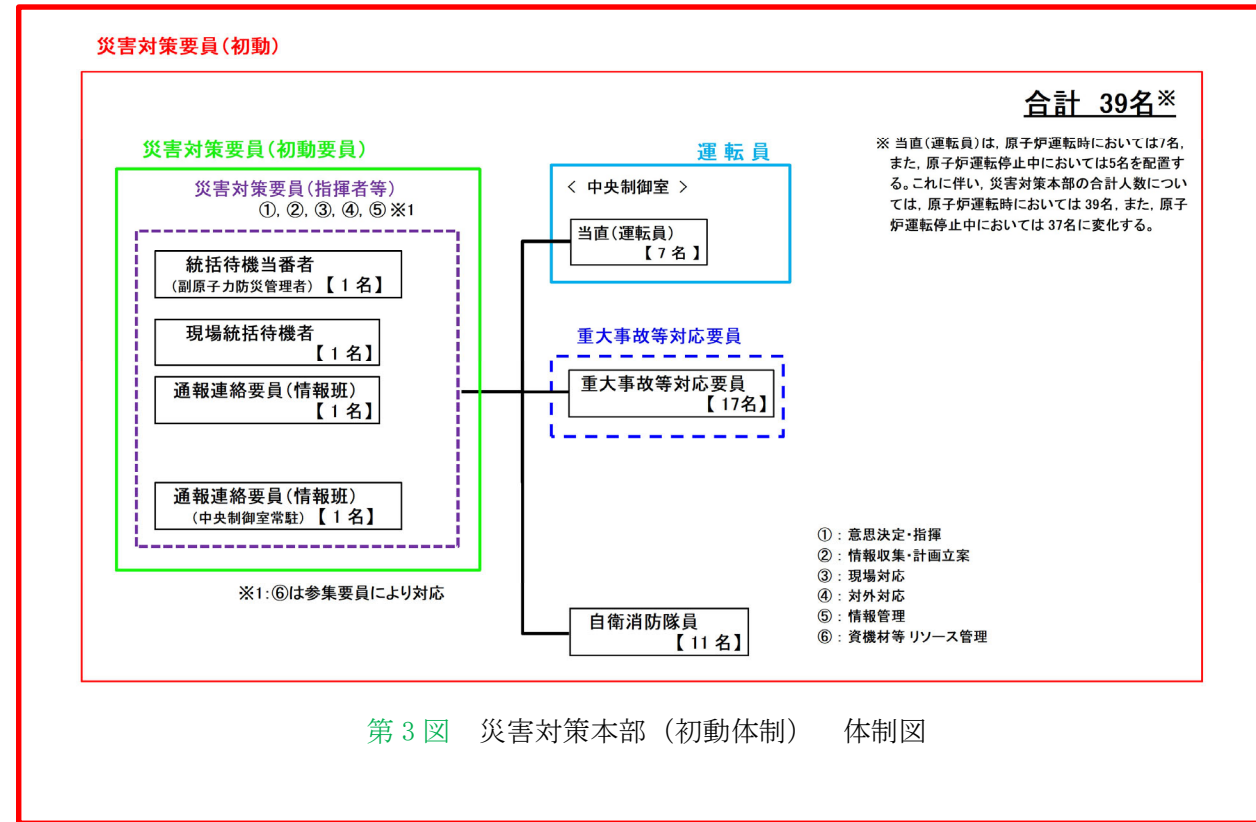 災害対策要員(初動)
合計 39名※
※ 当直(運転員)は, 原子炉運転時においては7名,
また, 原子炉運転停止中においては5名を配置す
る。これに伴い, 災害対策本部の合計人数につい
ては, 原子炉運転時においては 39名, また, 原子
炉運転停止中においては 37名に変化する。
災害対策要員(初動要員)
災害対策要員(指揮者等)
①, ②, ③, ④, ⑤ ※1
統括待機当番者
(副原子力防災管理者) 【 1 名】
現場統括待機者
【 1 名】
通報連絡要員(情報班)
【 1 名】
通報連絡要員(情報班)
(中央制御室常駐) 【 1 名】
※1:⑥は参集要員により対応
運 転 員
< 中央制御室 >
当直(運転員)
【 7 名 】
重大事故等対応要員
重大事故等対応要員
【 17名】
自衛消防隊員
【 11 名】
① : 意思決定・指揮
② : 情報収集・計画立案
③ : 現場対応
④ : 対外対応
⑤ : 情報管理
⑥ : 資機材等 リソース管理
第3図 災害対策本部(初動体制) 体制図